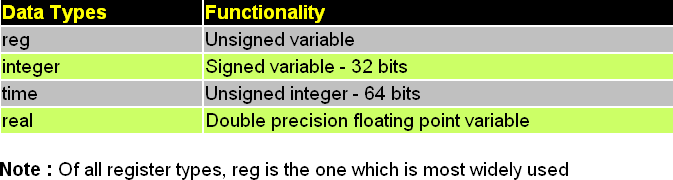 Data Types Functionality
reg Unsigned variable
integer Signed variable - 32 bits
time Unsigned integer - 64 bits
real Double precision floating point variable
Note : Of all register types, reg is the one which is most widely used